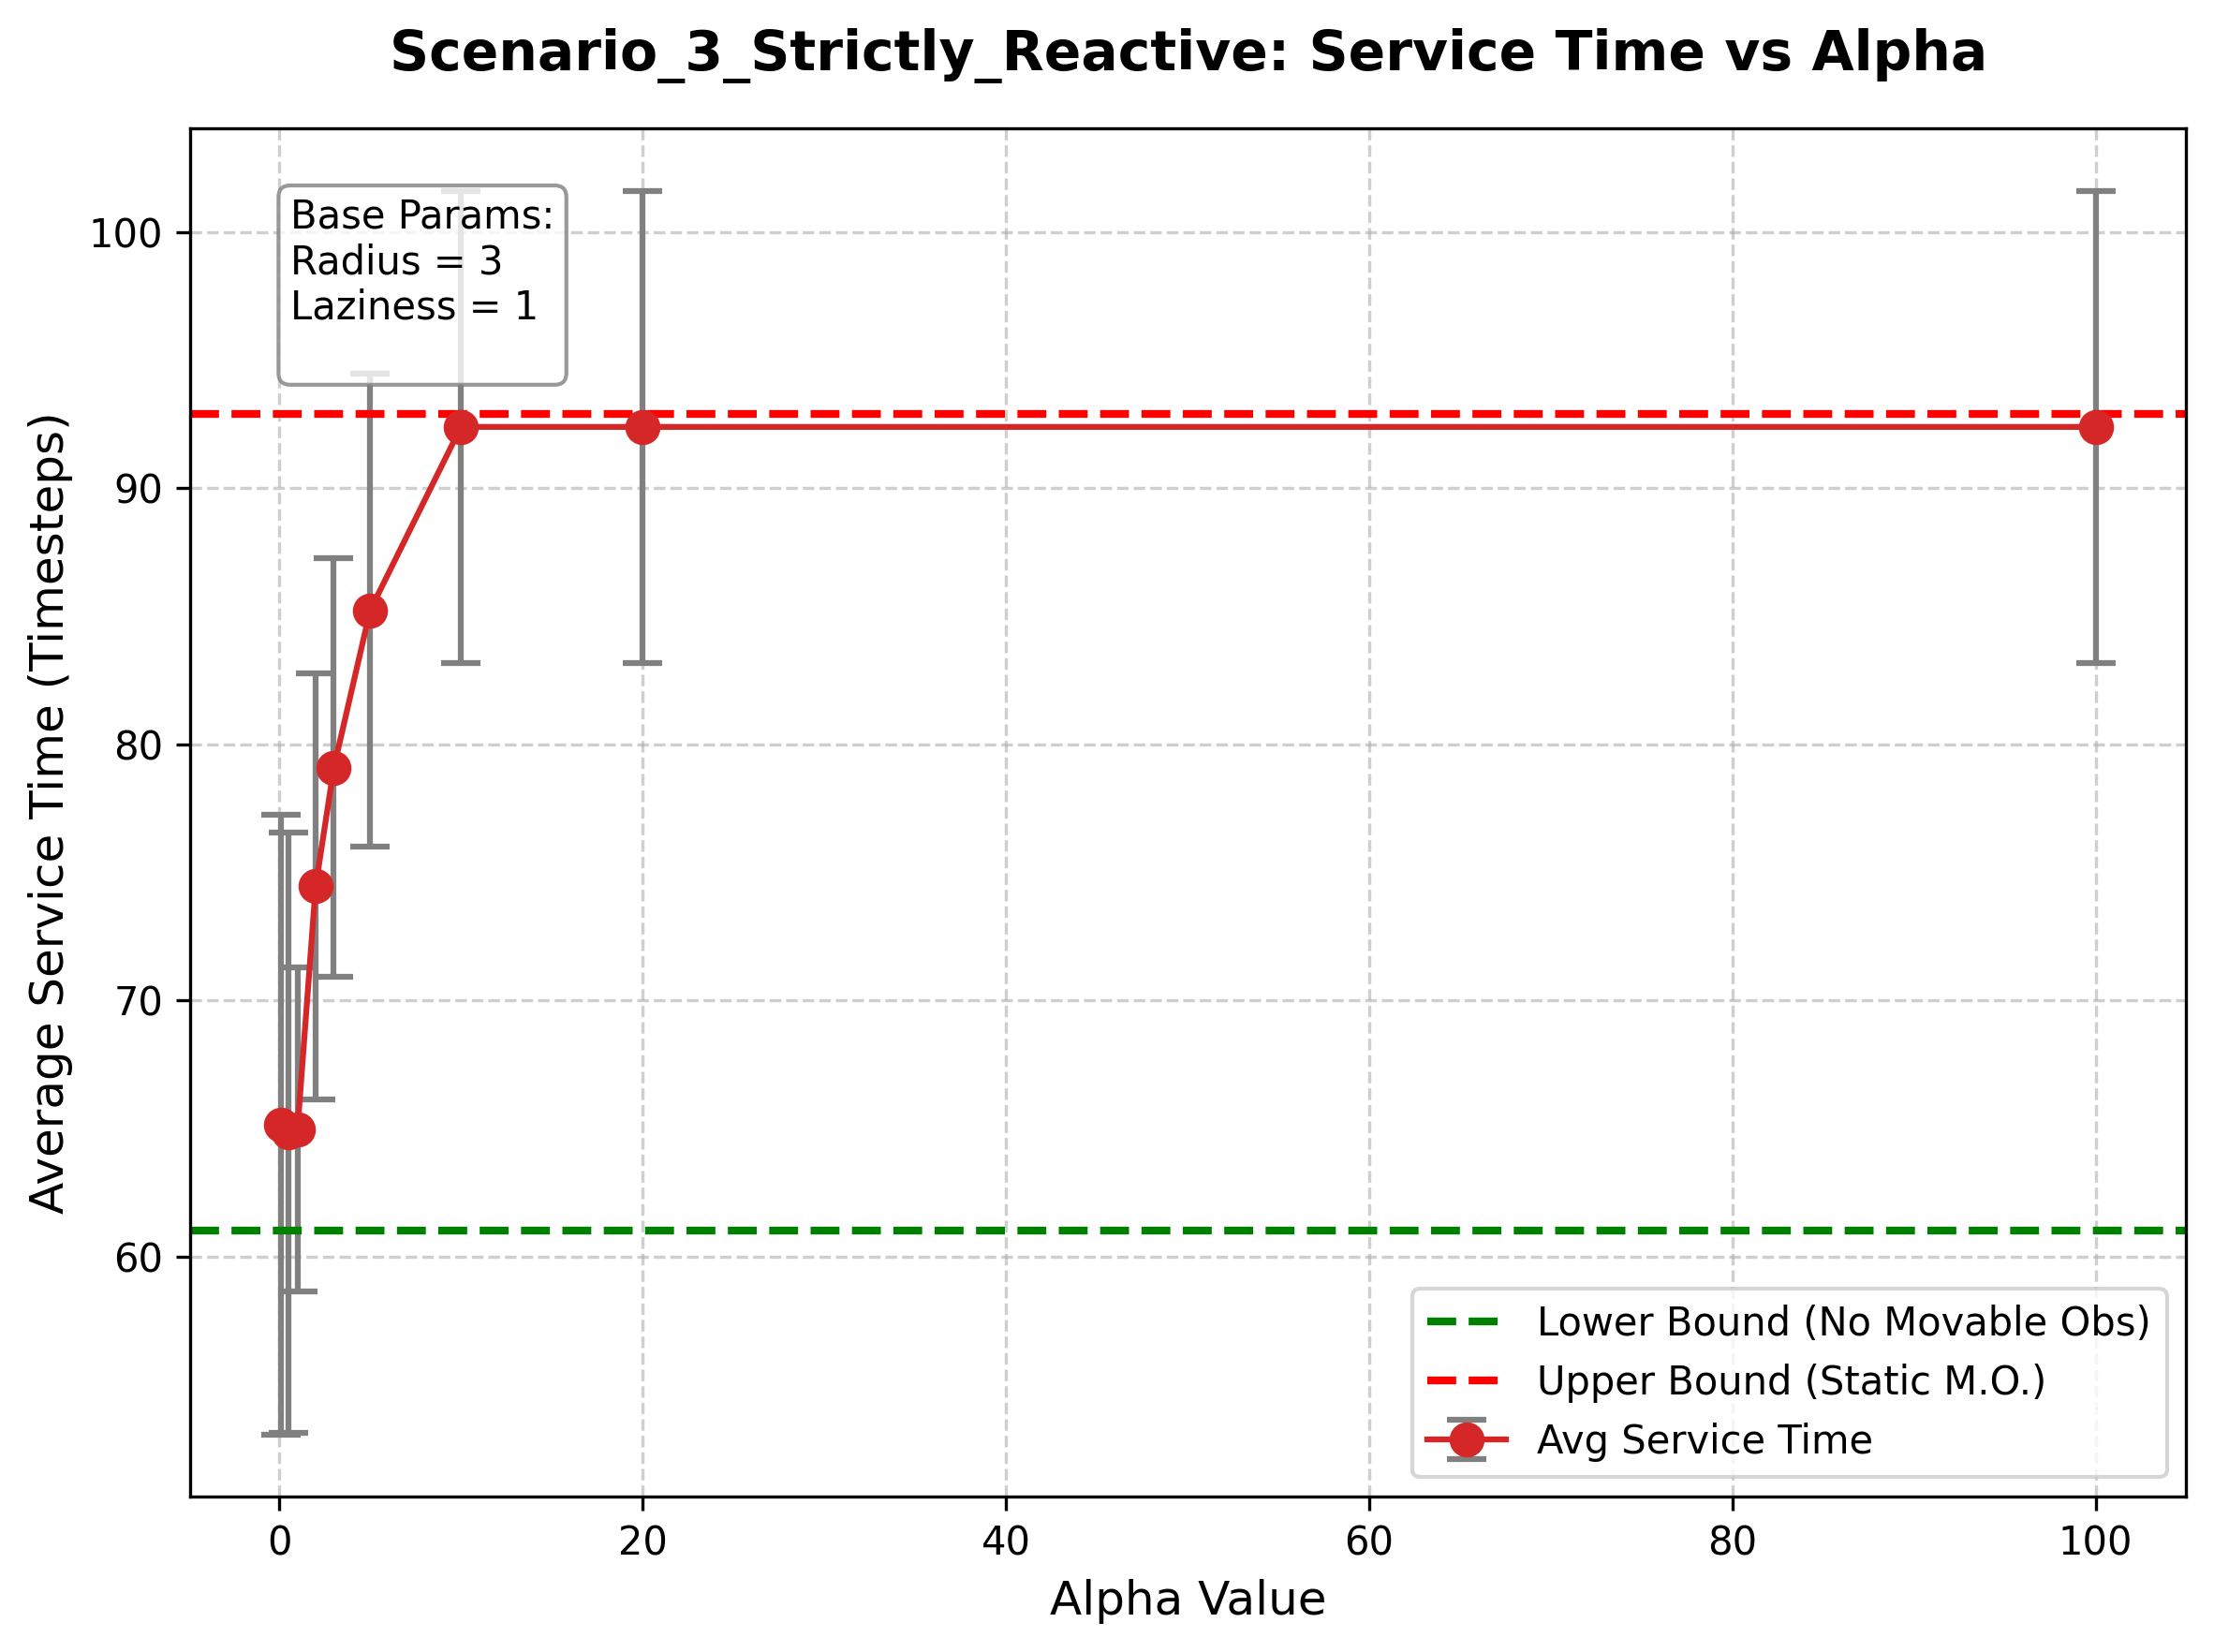 Scenario_3_Strictly_Reactive: Service Time vs Alpha
Average Service Time (Timesteps)
100
90
80
70
60
Base Params:
Radius = 3
Laziness = 1
Lower Bound (No Movable Obs)
Upper Bound (Static M.O.)
Avg Service Time
0 20 40 60 80 100
Alpha Value